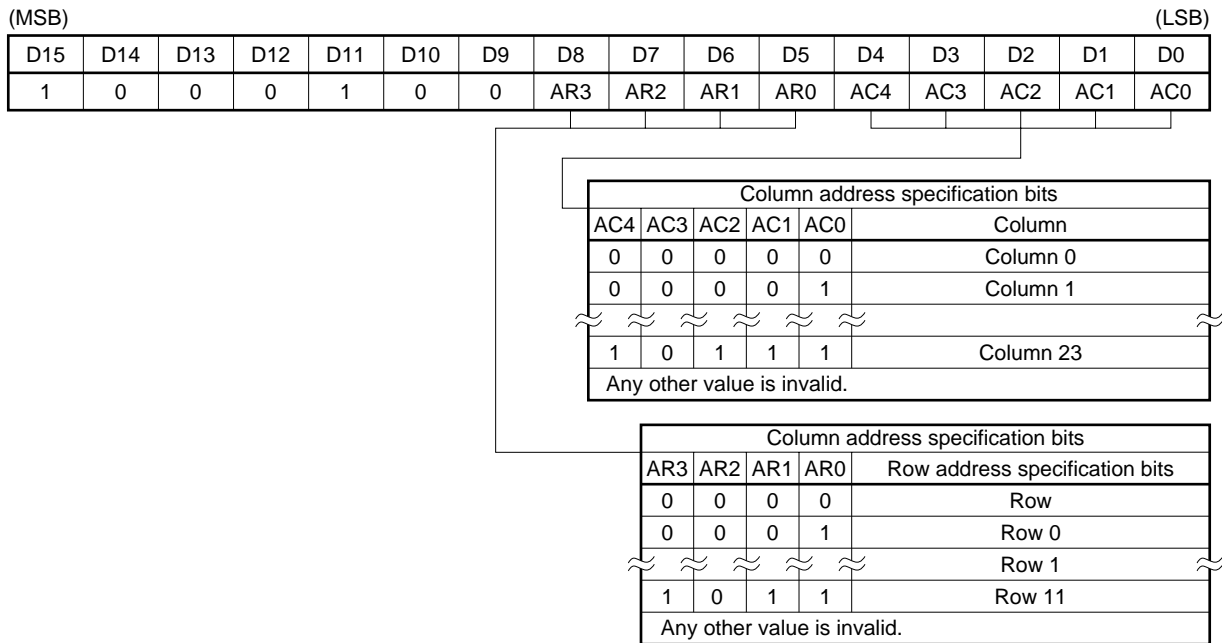 (MSB) (LSB)
D15 D14 D13 D12 D11 D10 D9 D8 D7 D6 D5 D4 D3 D2 D1 D0
1 0 0 0 1 0 0 AR3 AR2 AR1 AR0 AC4 AC3 AC2 AC1 AC0
Column address specification bits
AC4 AC3 AC2 AC1 AC0 Column
0 0 0 0 0 Column 0
0 0 0 0 1 Column 1
1 0 1 1 1 Column 23
Any other value is invalid.
Column address specification bits
AR3 AR2 AR1 AR0 Row address specification bits
0 0 0 0 Row
0 0 0 1 Row 0
Row 1
1 0 1 1 Row 11
Any other value is invalid.